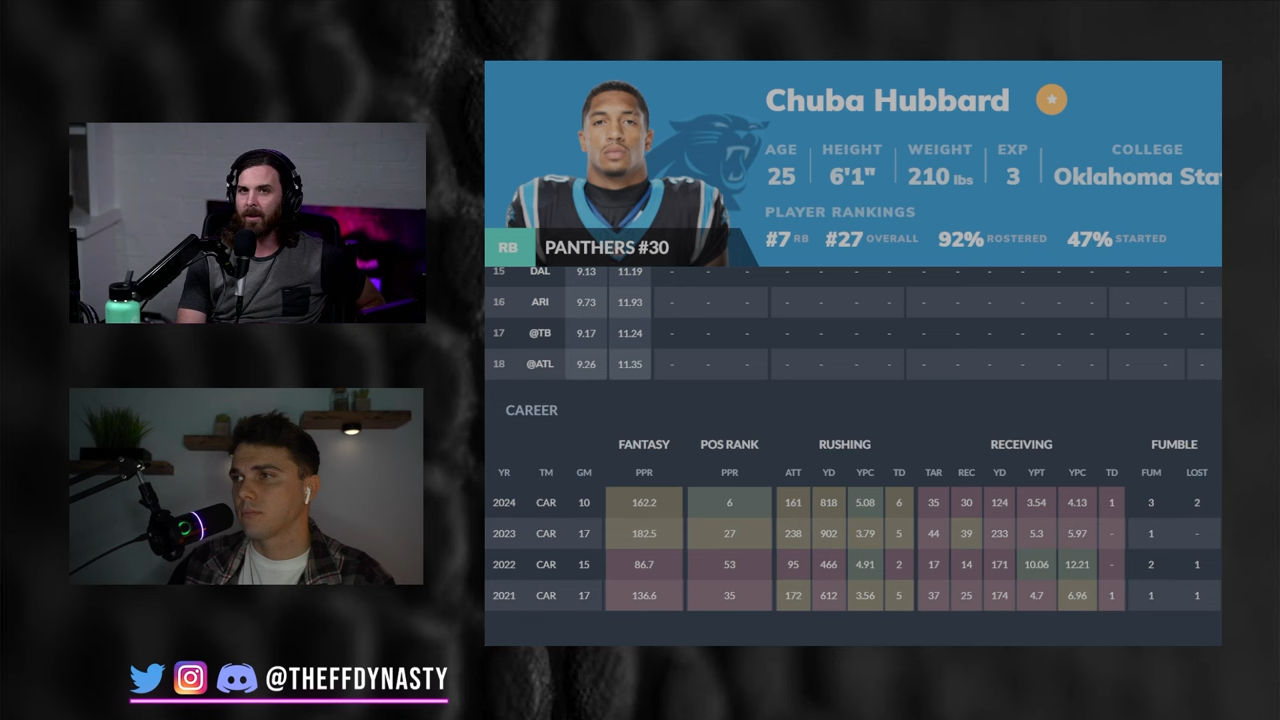 Chuba Hubbard
AGE HEIGHT WEIGHT EXP COLLEGE
25 6'1" 210 lbs 3 Oklahoma Sta
PLAYER RANKINGS
#7 RB #27 OVERALL 92% ROSTERED 47% STARTED
RB PANTHERS #30
15 DAL 9.13 11.19 - - - - - - - - - - - - - -
16 ARI 9.73 11.93 - - - - - - - - - - - - - -
17 @TB 9.17 11.24 - - - - - - - - - - - - - -
18 @ATL 9.26 11.35 - - - - - - - - - - - - - -
CAREER
FANTASY POS RANK RUSHING RECEIVING FUMBLE
YR TM GM PPR PPR ATT YD YPC TD TAR REC YD YPT YPC TD FUM LOST
2024 CAR 10 162.2 6 161 818 5.08 6 35 30 124 3.54 4.13 1 3 2
2023 CAR 17 182.5 27 238 902 3.79 5 44 39 233 5.3 5.97 - 1 -
2022 CAR 15 86.7 53 95 466 4.91 2 17 14 171 10.06 12.21 - 2 1
2021 CAR 17 136.6 35 172 612 3.56 5 37 25 174 4.7 6.96 1 1 1
@THEFFDYNASTY